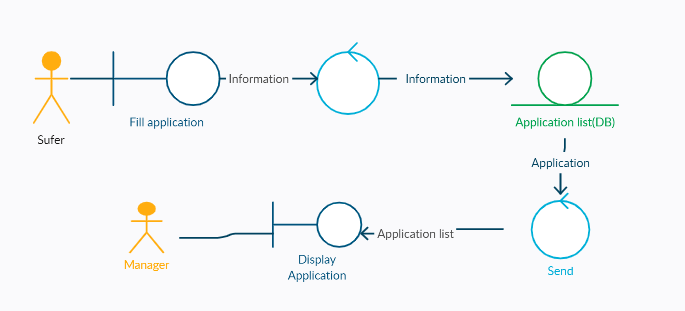 Information
Information
Fill application
Application list(DB)
Sufer
Application
Application list
Manager
Display
Application
Send